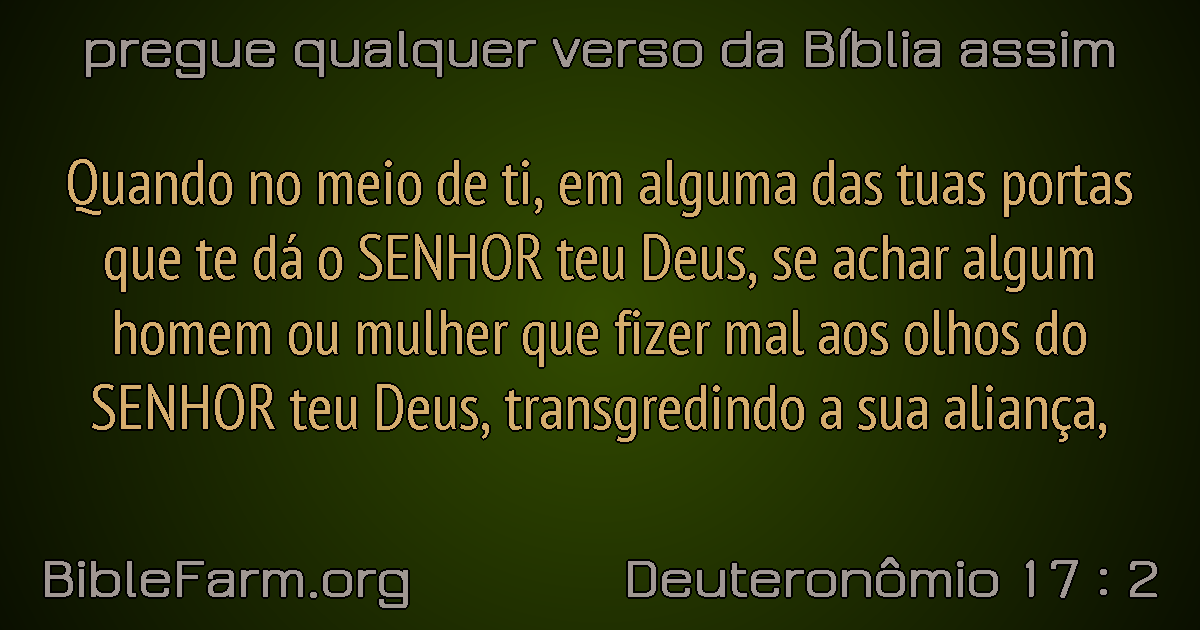 pregue qualquer verso da Bíblia assim
Quando no meio de ti, em alguma das tuas portas
que te dá o SENHOR teu Deus, se achar algum
homem ou mulher que fizer mal aos olhos do
SENHOR teu Deus, transgredindo a sua aliança,
BibleFarm.org
Deuteronômio 17 : 2